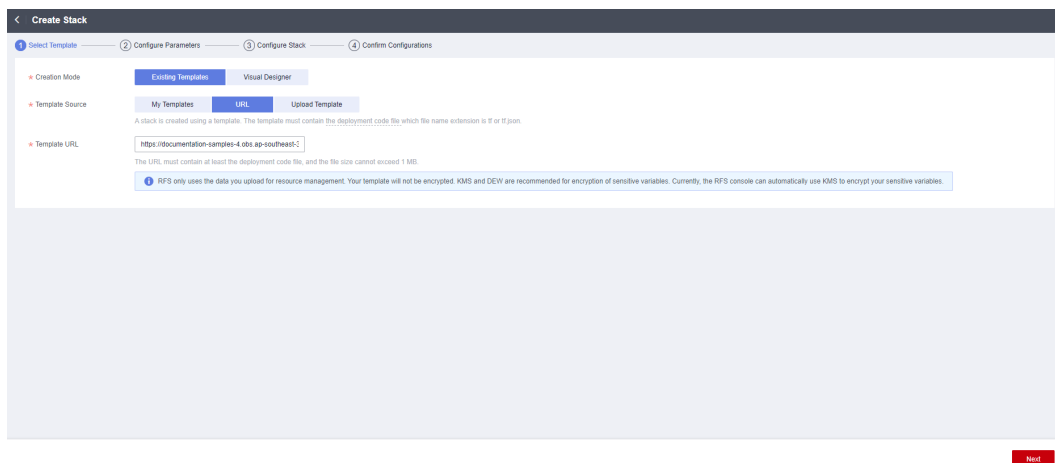 < Create Stack
1 Select Template 2 Configure Parameters 3 Configure Stack 4 Confirm Configurations
* Creation Mode Existing Templates Visual Designer
* Template Source My Templates URL Upload Template
A stack is created using a template. The template must contain the deployment code file which file name extension is tf or tf.json.
* Template URL https://documentation-samples-4.obs.ap-southeast-3
The URL must contain at least the deployment code file, and the file size cannot exceed 1 MB.
RFS only uses the data you upload for resource management. Your template will not be encrypted. KMS and DEW are recommended for encryption of sensitive variables. Currently, the RFS console can automatically use KMS to encrypt your sensitive variables.
Next